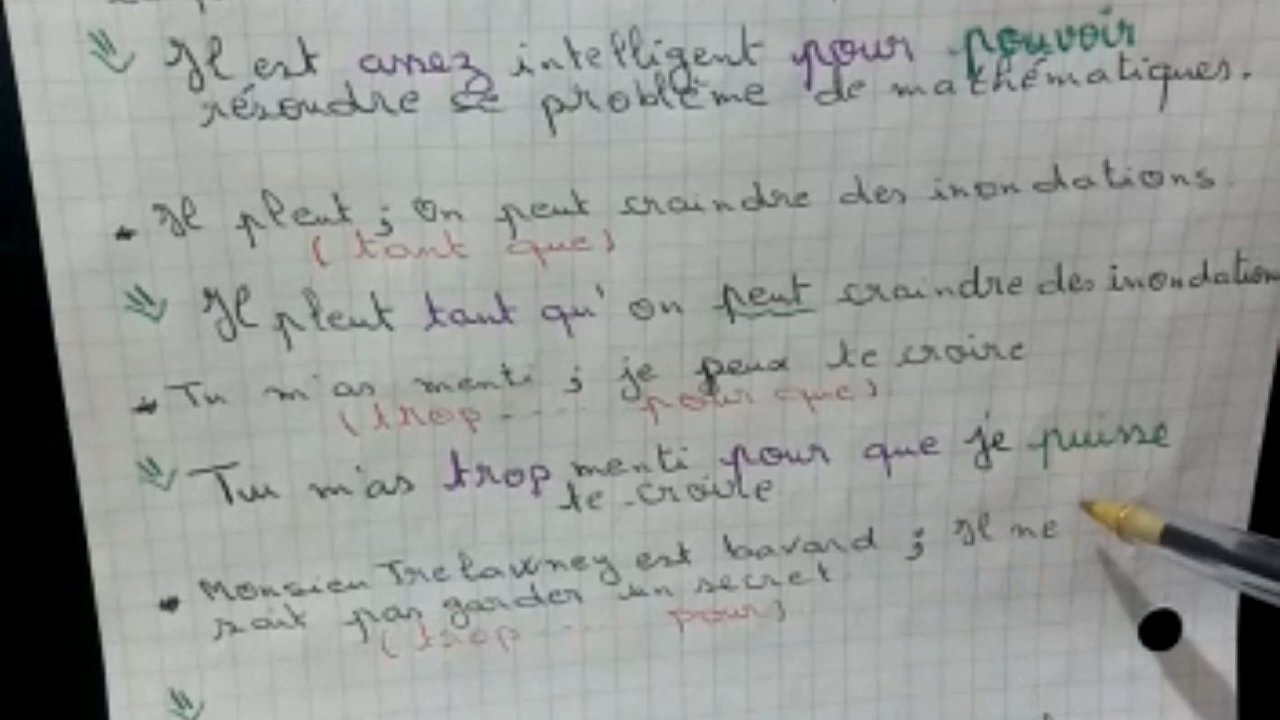 Il est assez intelligent pour pouvoir
résoudre ce problème de mathématiques.
Il pleut ; On peut craindre des inondations
(tant que)
Il pleut tant qu' on peut craindre des inondation
Tu m'as menti ; je peux te croire
(trop ..... pour que)
Tu m'as trop menti pour que je puisse
te croire
Monsieur Trelawney est bavard ; Il ne
sait pas garder un secret
(trop .... pour)